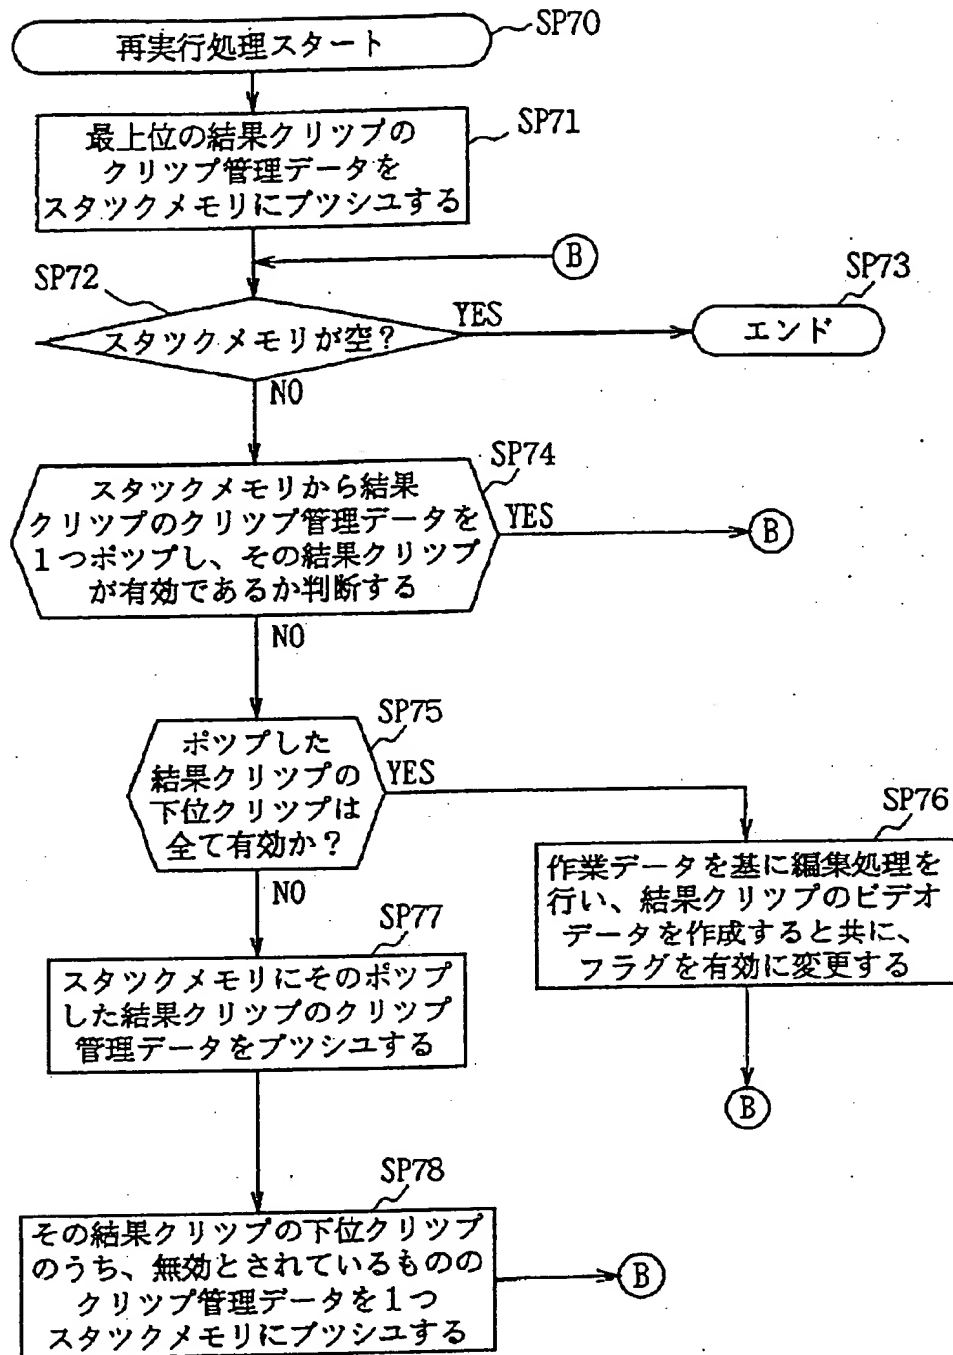 再実行処理スタート
SP70
最上位の結果クリツプの
クリツプ管理データを
スタツクメモリにプツシユする
SP71
B
SP72
スタツクメモリが空?
YES
NO
SP73
エンド
SP74
スタツクメモリから結果
クリツプのクリツプ管理データを
1つポツプし、その結果クリツプ
が有効であるか判断する
YES
B
NO
SP75
ポツプした
結果クリツプの
下位クリツプは
全て有効か?
YES
NO
SP76
作業データを基に編集処理を
行い、結果クリツプのビデオ
データを作成すると共に、
フラグを有効に変更する
B
SP77
スタツクメモリにそのポツプ
した結果クリツプのクリツプ
管理データをプツシユする
SP78
その結果クリツプの下位クリツプ
のうち、無効とされているものの
クリツプ管理データを1つ
スタツクメモリにプツシユする
B